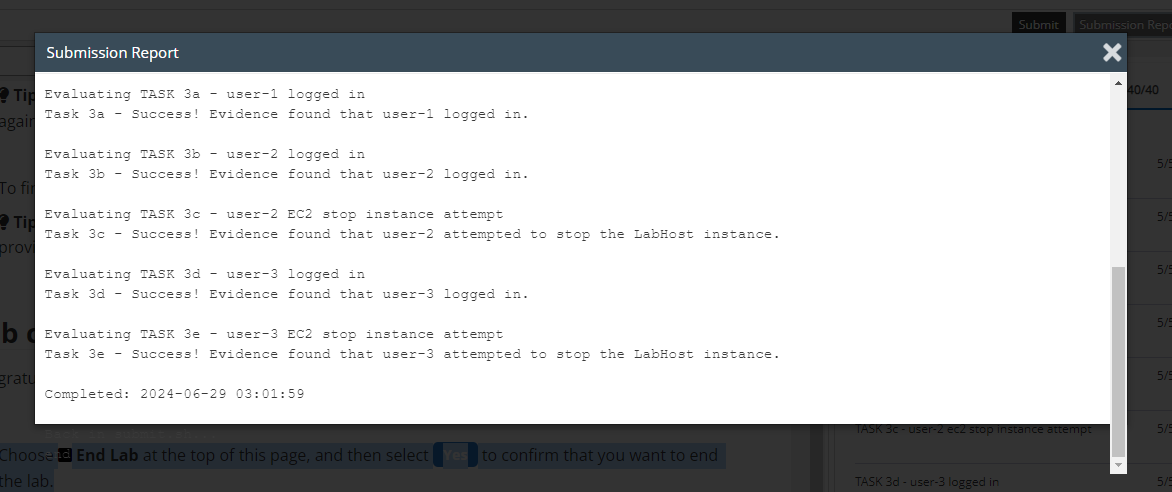 Submit
Submission Repo
Submission Report
Evaluating TASK 3a - user-1 logged in
Task 3a - Success! Evidence found that user-1 logged in.
Evaluating TASK 3b - user-2 logged in
Task 3b - Success! Evidence found that user-2 logged in.
Evaluating TASK 3c - user-2 EC2 stop instance attempt
Task 3c - Success! Evidence found that user-2 attempted to stop the LabHost instance.
Evaluating TASK 3d - user-3 logged in
Task 3d - Success! Evidence found that user-3 logged in.
Evaluating TASK 3e - user-3 EC2 stop instance attempt
Task 3e - Success! Evidence found that user-3 attempted to stop the LabHost instance.
Completed: 2024-06-29 03:01:59
Tip
again
To fin
Tip
provi
b c
gratu
Choose End Lab at the top of this page, and then select Yes to confirm that you want to end
the lab.
40/40
5/5
5/5
5/5
5/5
5/5
TASK 3c - user-2 ec2 stop instance attempt 5/5
TASK 3d - user-3 logged in 5/5